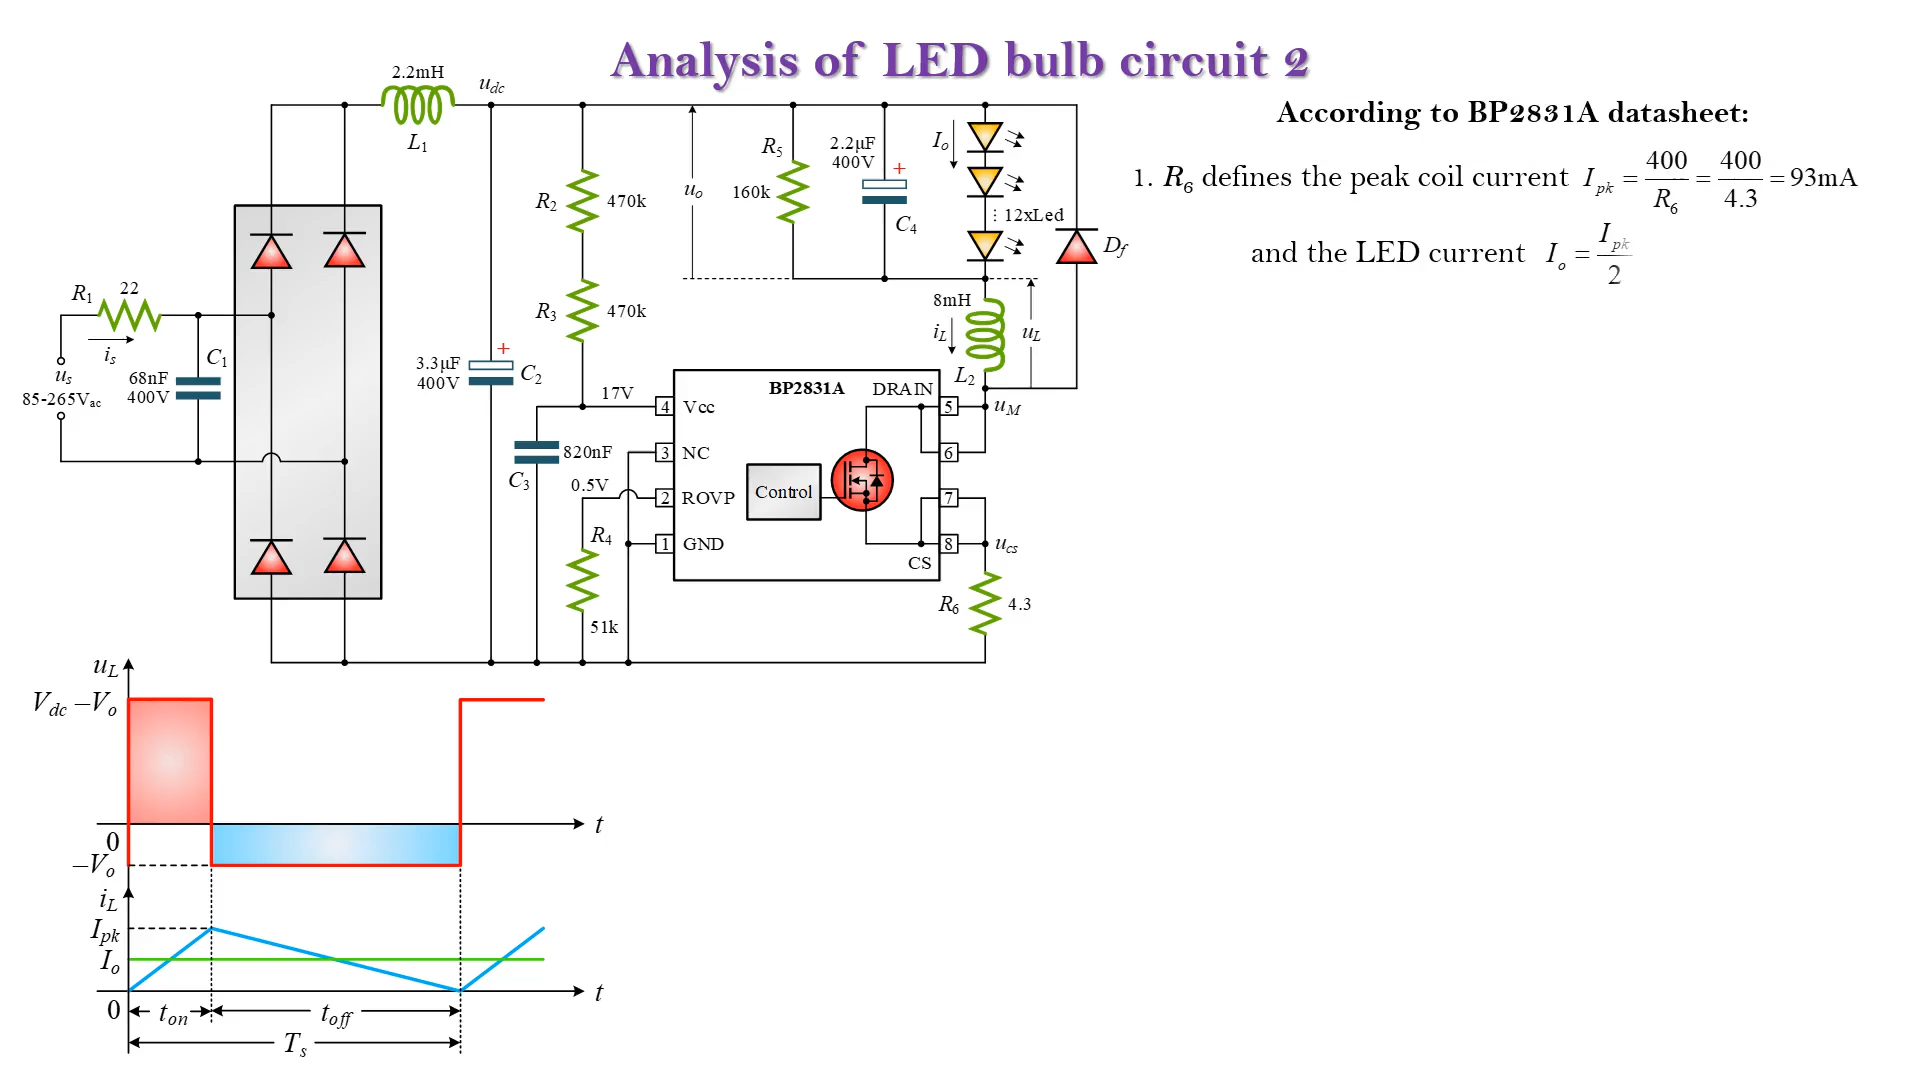 Analysis of LED bulb circuit 2
According to BP2831A datasheet:
1. R6 defines the peak coil current Ipk = 400/R6 = 400/4.3 = 93mA
and the LED current Io = Ipk/2
2.2mH
L1
udc
R1
22
is
us
85-265Vac
C1
68nF
400V
3.3µF
400V
+
C2
R2
470k
R3
470k
17V
820nF
C3
0.5V
R4
51k
uo
R5
160k
2.2µF
400V
+
C4
Io
⋮ 12xLed
Df
8mH
iL
L2
uL
BP2831A
DRAIN
4 Vcc
3 NC
2 ROVP
1 GND
Control
5
6
7
8
CS
uM
ucs
R6
4.3
uL
Vdc –Vo
0
–Vo
t
iL
Ipk
Io
0
t
ton
toff
Ts